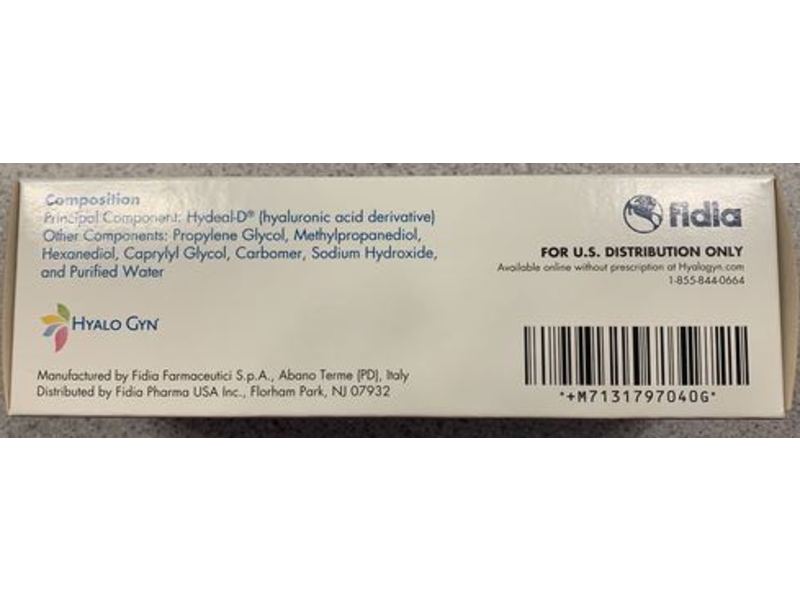 Composition
Principal Component: Hydeal-D® (hyaluronic acid derivative)
Other Components: Propylene Glycol, Methylpropanediol,
Hexanediol, Caprylyl Glycol, Carbomer, Sodium Hydroxide,
and Purified Water
HYALO GYN®
Manufactured by Fidia Farmaceutici S.p.A., Abano Terme (PD), Italy
Distributed by Fidia Pharma USA Inc., Florham Park, NJ 07932
fidia
FOR U.S. DISTRIBUTION ONLY
Available online without prescription at Hyalogyn.com
1-855-844-0664
*+M7131797040G*